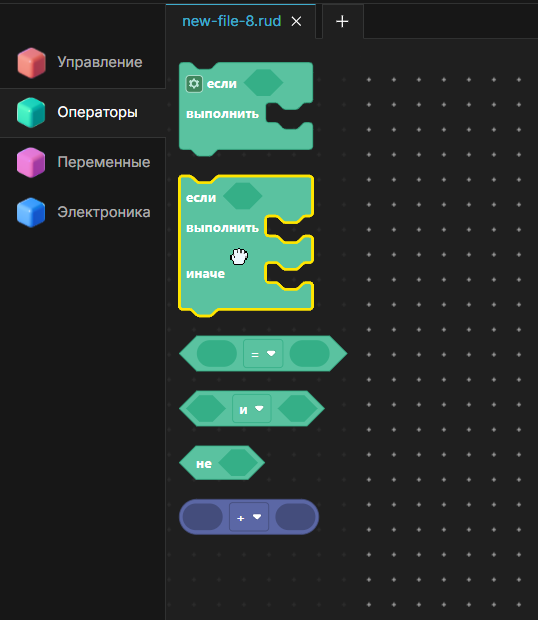 new-file-8.rud
Управление
Операторы
Переменные
Электроника
если
выполнить
если
выполнить
иначе
=
и
не
+